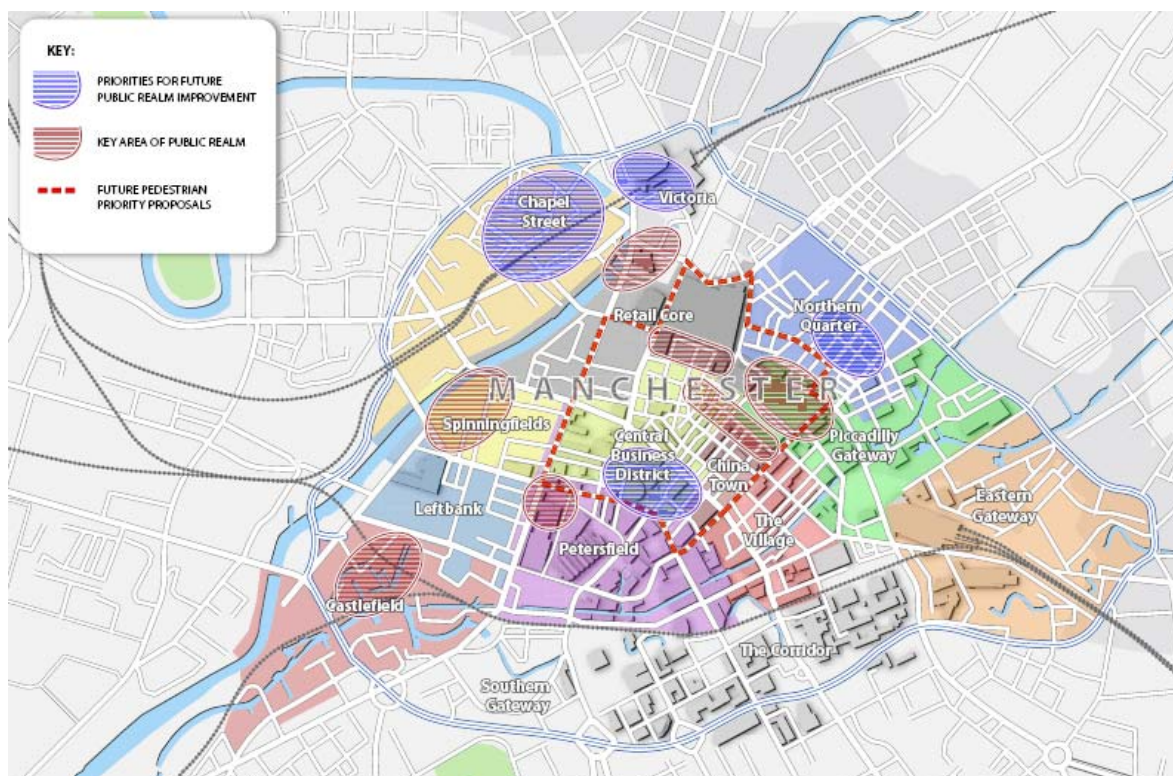 KEY:
PRIORITIES FOR FUTURE
PUBLIC REALM IMPROVEMENT
KEY AREA OF PUBLIC REALM
FUTURE PEDESTRIAN
PRIORITY PROPOSALS
Chapel
Street
Victoria
Retail Core
Northern
Quarter
MANCHESTER
Spinningfields
Central
Business
District
Piccadilly
Gateway
China
Town
Leftbank
Eastern
Gateway
The
Village
Petersfield
Castlefield
The Corridor
Southern
Gateway